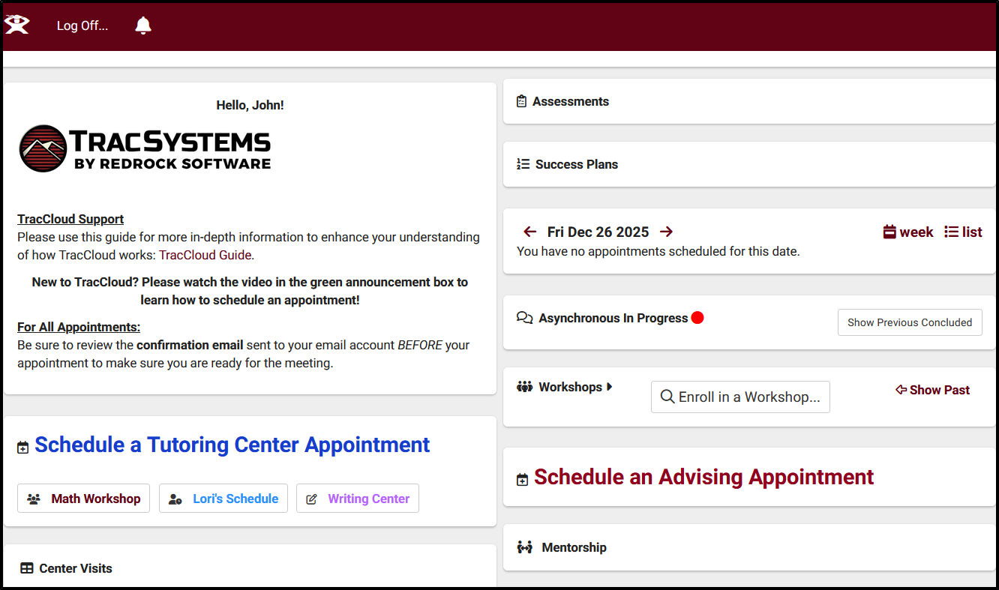 Log Off...
Hello, John!
TRACSYSTEMS
BY REDROCK SOFTWARE
TracCloud Support
Please use this guide for more in-depth information to enhance your understanding
of how TracCloud works: TracCloud Guide.
New to TracCloud? Please watch the video in the green announcement box to
learn how to schedule an appointment!
For All Appointments:
Be sure to review the confirmation email sent to your email account BEFORE your
appointment to make sure you are ready for the meeting.
Schedule a Tutoring Center Appointment
Math Workshop Lori's Schedule Writing Center
Center Visits
Assessments
Success Plans
Fri Dec 26 2025 week list
You have no appointments scheduled for this date.
Asynchronous In Progress Show Previous Concluded
Workshops Enroll in a Workshop... Show Past
Schedule an Advising Appointment
Mentorship